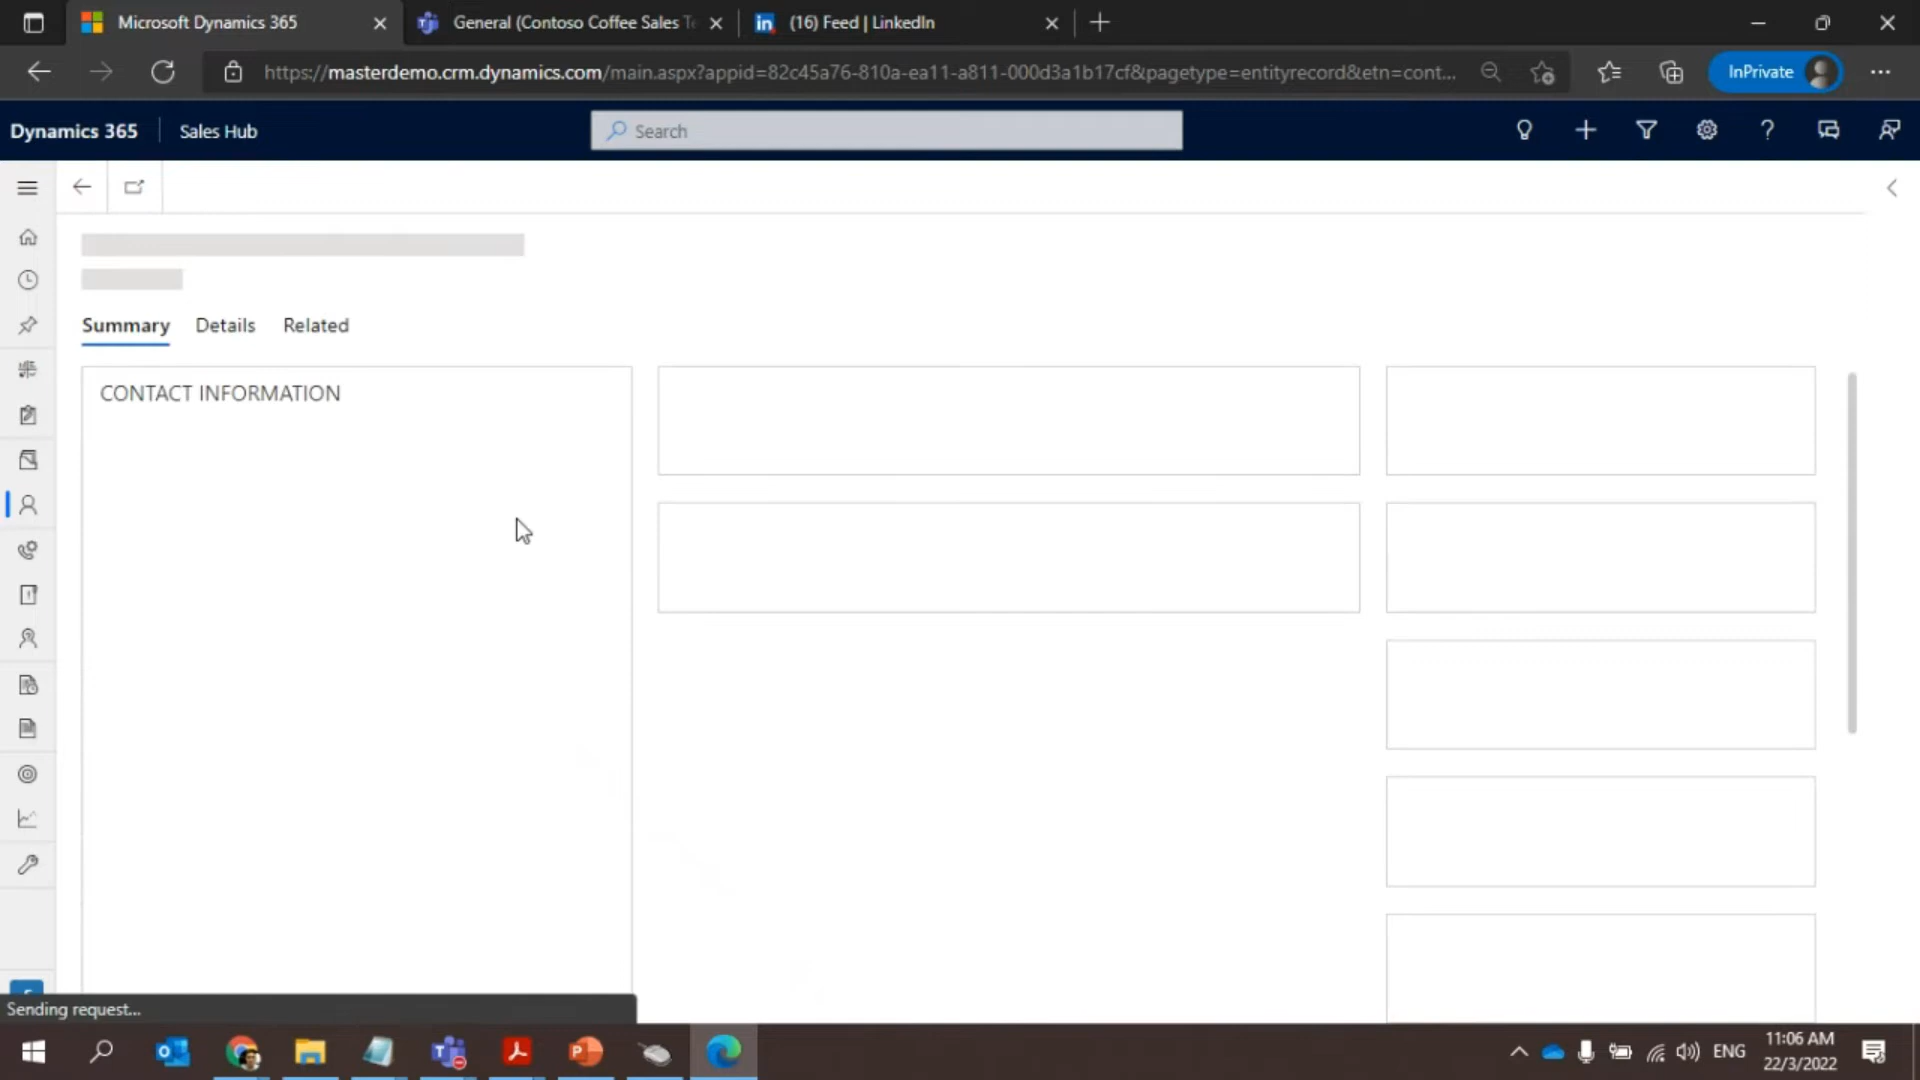 Microsoft Dynamics 365
General (Contoso Coffee Sales Te
(16) Feed | LinkedIn
https://masterdemo.crm.dynamics.com/main.aspx?appid=82c45a76-810a-ea11-a811-000d3a1b17cf&pagetype=entityrecord&etn=cont...
InPrivate
Dynamics 365
Sales Hub
Search
Summary
Details
Related
CONTACT INFORMATION
Sending request...
ENG
11:06 AM
22/3/2022